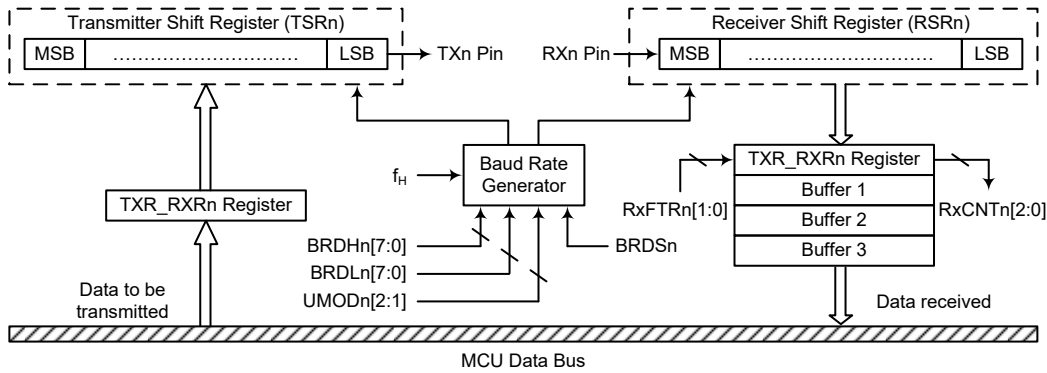 Transmitter Shift Register (TSRn)
MSB ………………………… LSB
TXn Pin
RXn Pin
Receiver Shift Register (RSRn)
MSB ………………………… LSB
fH
Baud Rate
Generator
BRDHn[7:0]
BRDLn[7:0]
UMODn[2:1]
BRDSn
TXR_RXRn Register
TXR_RXRn Register
Buffer 1
Buffer 2
Buffer 3
RxFTRn[1:0]
RxCNTn[2:0]
Data to be
transmitted
Data received
MCU Data Bus